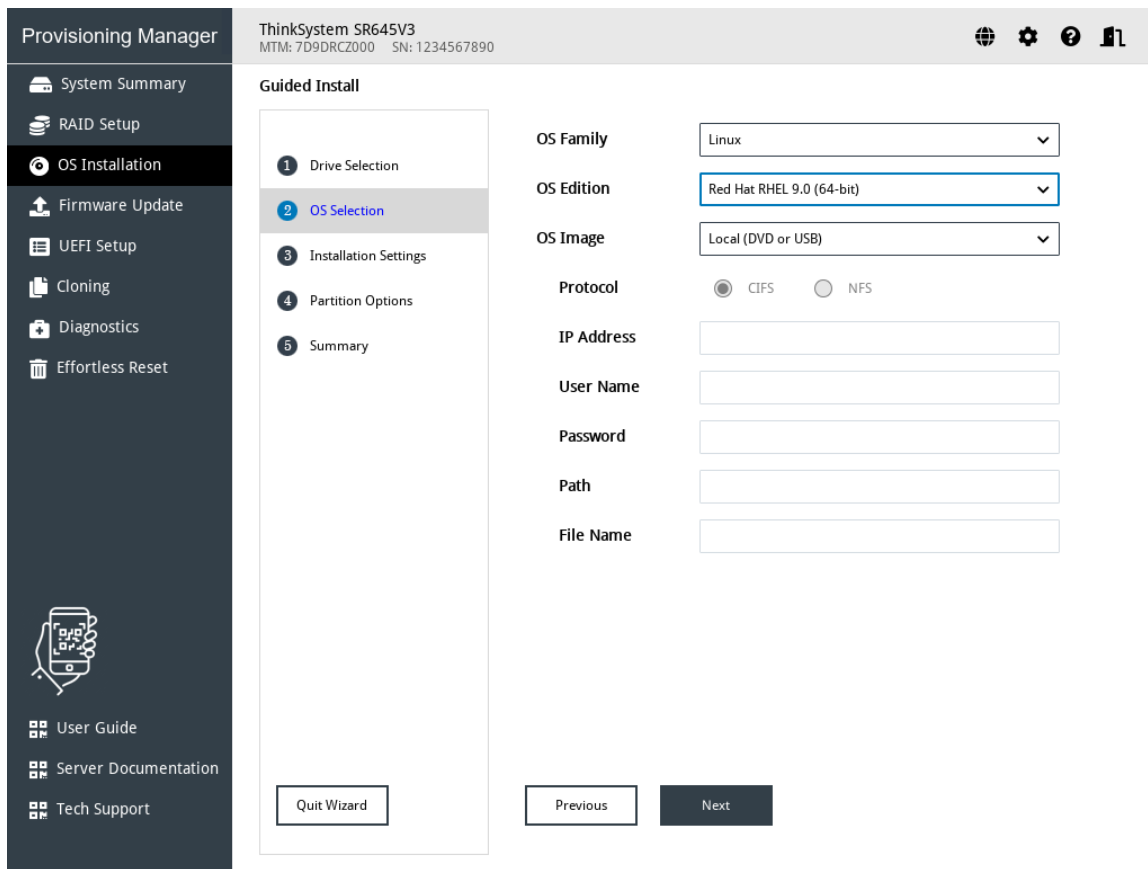 Provisioning Manager
ThinkSystem SR645V3
MTM: 7D9DRCZ000 SN: 1234567890
System Summary
RAID Setup
OS Installation
Firmware Update
UEFI Setup
Cloning
Diagnostics
Effortless Reset
User Guide
Server Documentation
Tech Support
Guided Install
1 Drive Selection
2 OS Selection
3 Installation Settings
4 Partition Options
5 Summary
Quit Wizard
OS Family Linux
OS Edition Red Hat RHEL 9.0 (64-bit)
OS Image Local (DVD or USB)
Protocol CIFS NFS
IP Address
User Name
Password
Path
File Name
Previous Next